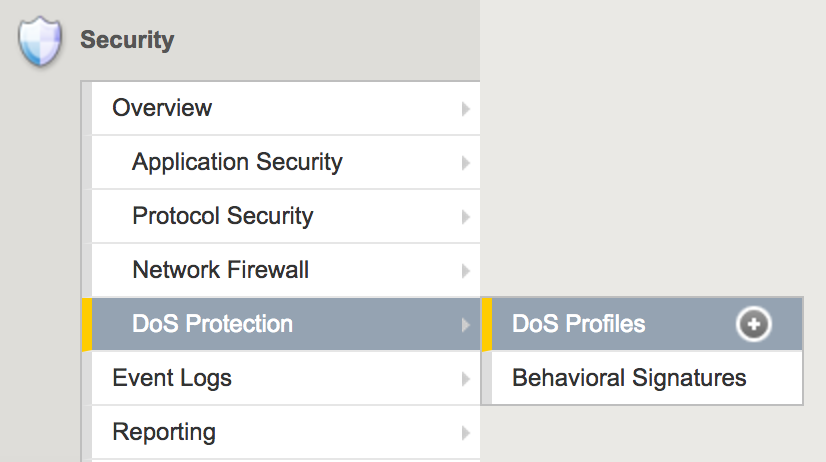 Security
Overview
Application Security
Protocol Security
Network Firewall
DoS Protection
DoS Profiles
Event Logs
Behavioral Signatures
Reporting